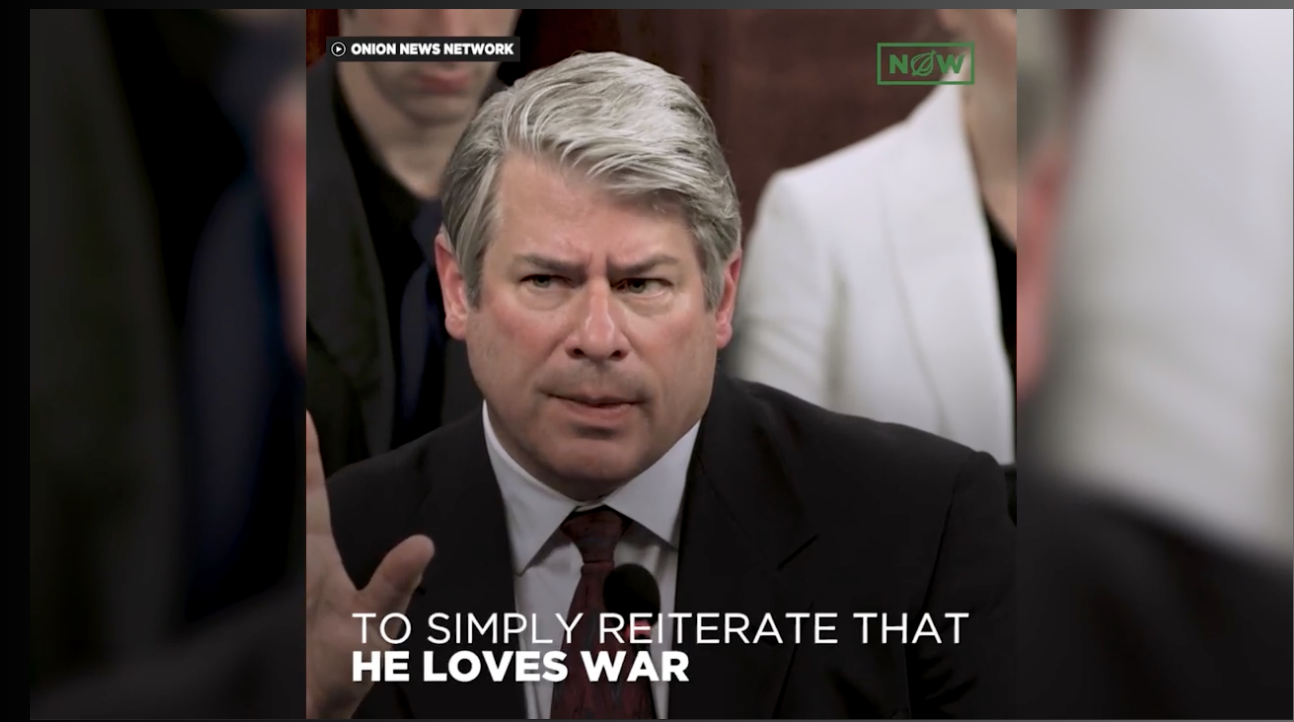 ONION NEWS NETWORK
NOW
TO SIMPLY REITERATE THAT
HE LOVES WAR